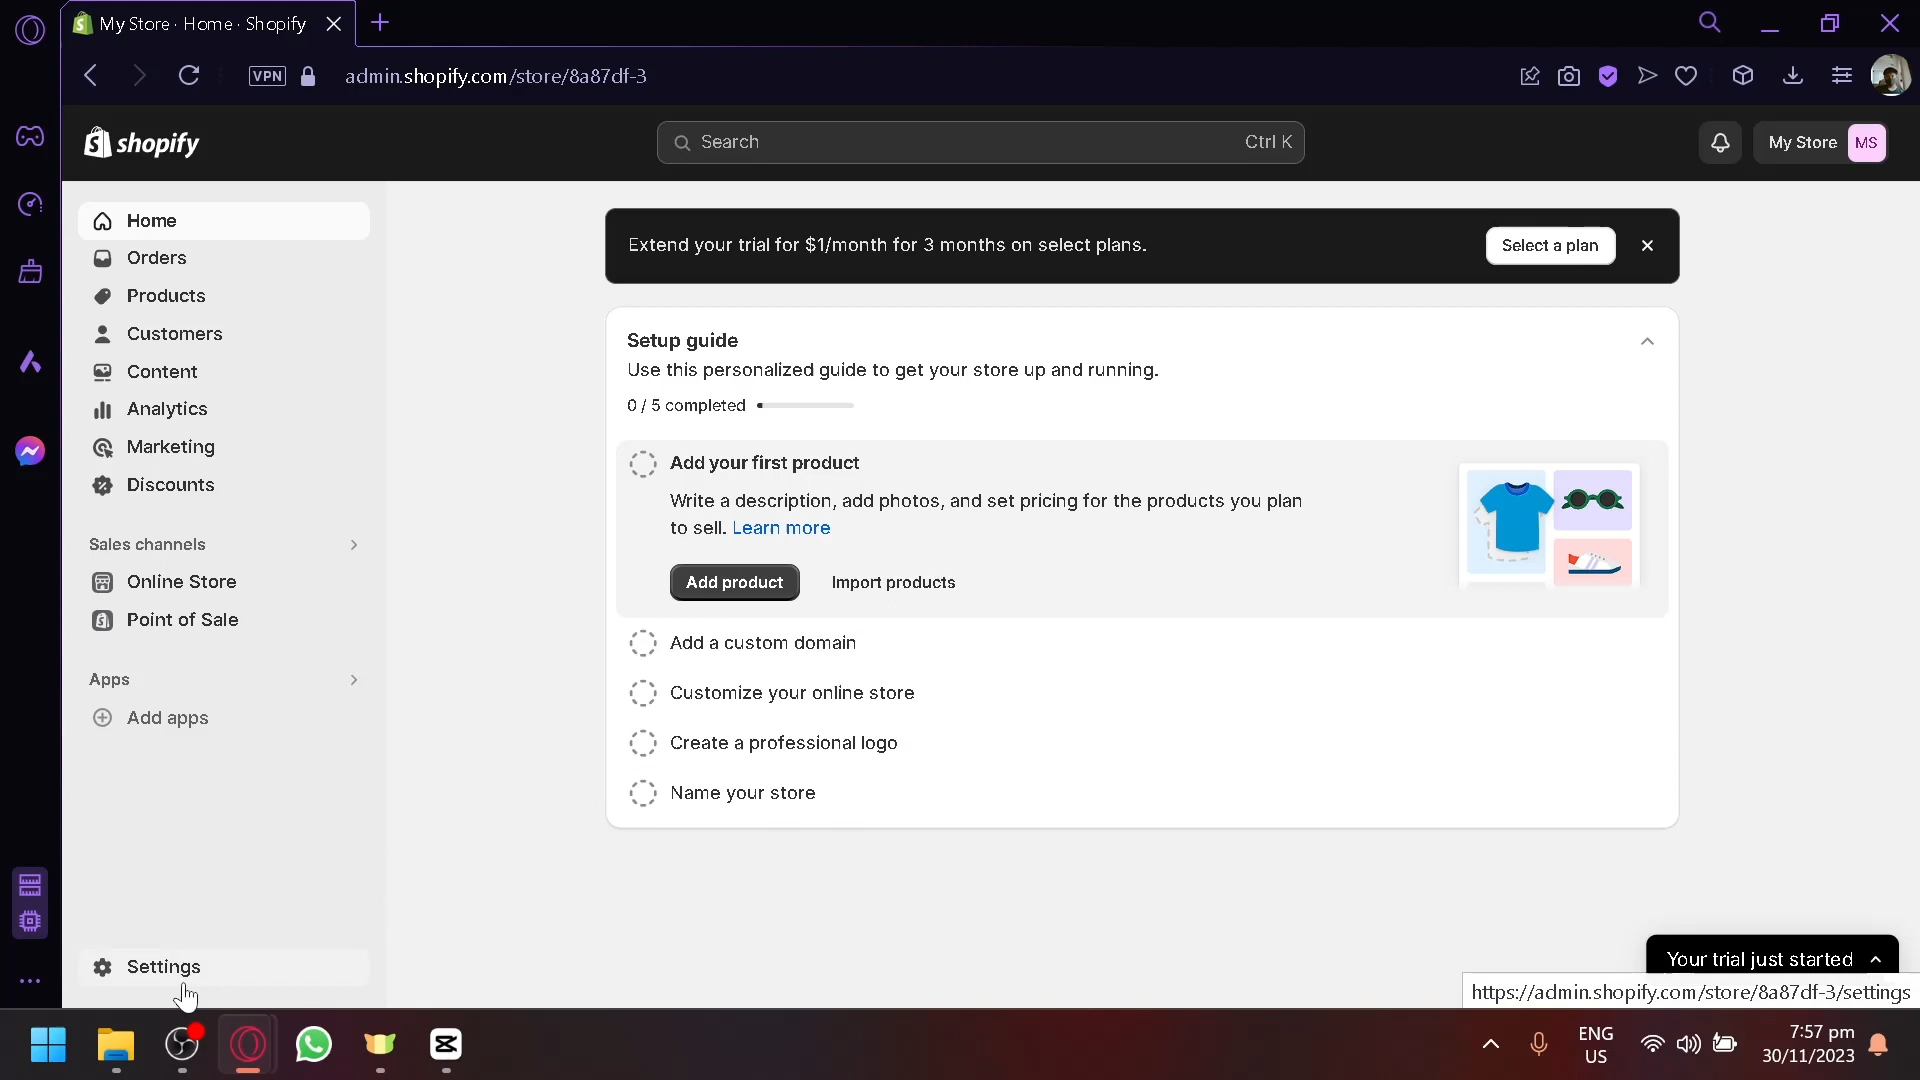 My Store · Home · Shopify
VPN
admin.shopify.com/store/8a87df-3
shopify
Search
Ctrl K
My Store
MS
Home
Orders
Products
Customers
Content
Analytics
Marketing
Discounts
Sales channels
Online Store
Point of Sale
Apps
Add apps
Settings
Extend your trial for $1/month for 3 months on select plans.
Select a plan
Setup guide
Use this personalized guide to get your store up and running.
0 / 5 completed
Add your first product
Write a description, add photos, and set pricing for the products you plan
to sell. Learn more
Add product
Import products
Add a custom domain
Customize your online store
Create a professional logo
Name your store
Your trial just started
https://admin.shopify.com/store/8a87df-3/settings
ENG
US
7:57 pm
30/11/2023